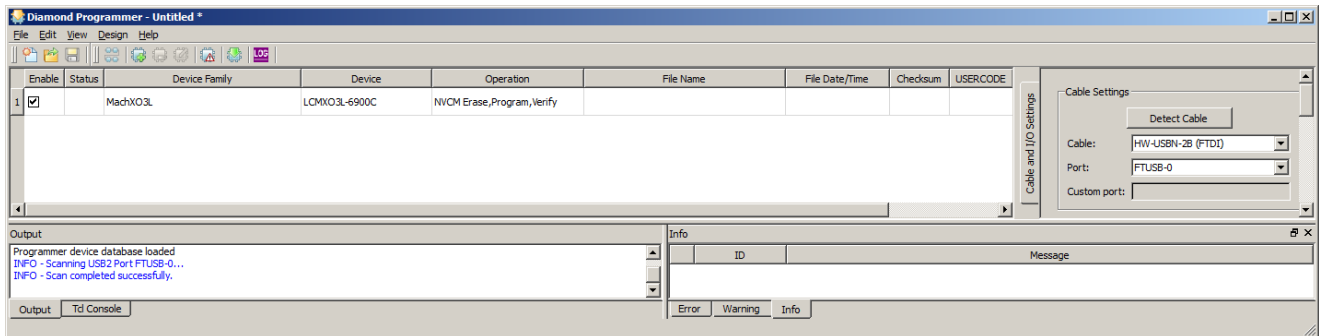 Diamond Programmer - Untitled *
File Edit View Design Help
LOG
Enable Status Device Family Device Operation File Name File Date/Time Checksum USERCODE
1 MachXO3L LCMXO3L-6900C NVCM Erase,Program,Verify
Cable and I/O Settings
Cable Settings
Detect Cable
Cable: HW-USBN-2B (FTDI)
Port: FTUSB-0
Custom port:
Output
Programmer device database loaded
INFO - Scanning USB2 Port FTUSB-0...
INFO - Scan completed successfully.
Output Tcl Console
Info
ID Message
Error Warning Info